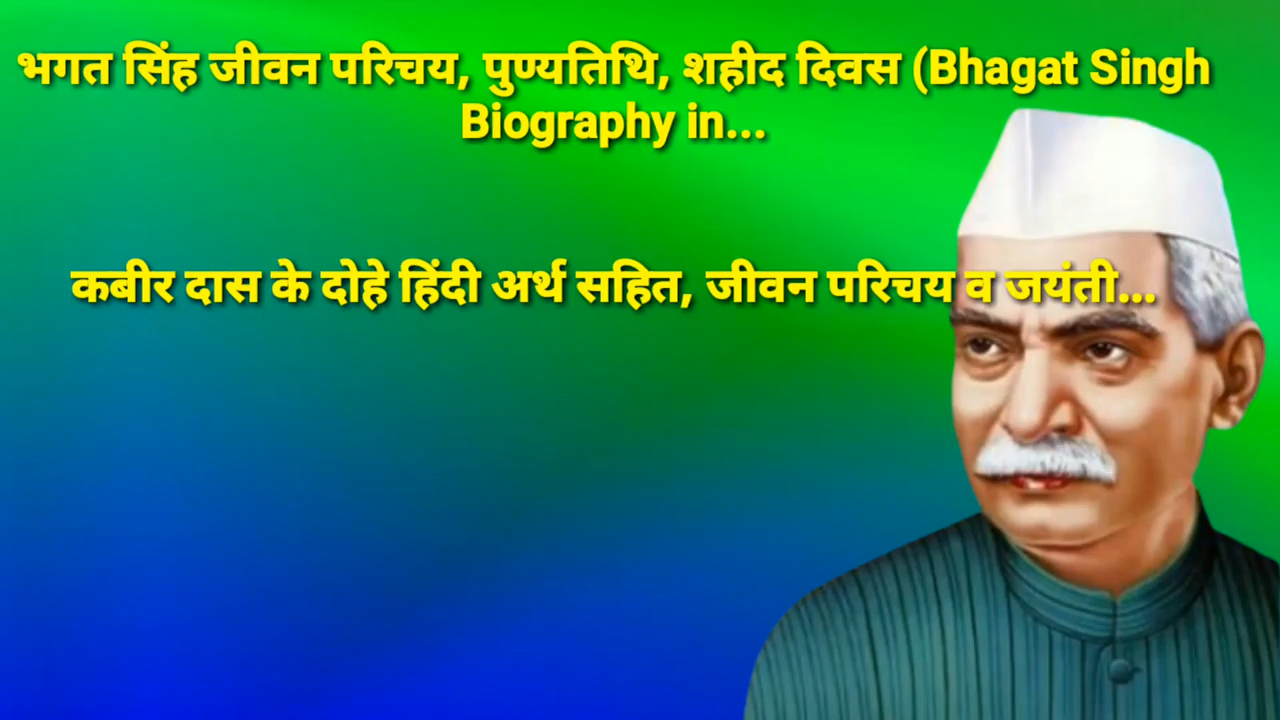 भगत सिंह जीवन परिचय, पुण्यतिथि, शहीद दिवस (Bhagat Singh
Biography in...
कबीर दास के दोहे हिंदी अर्थ सहित, जीवन परिचय व जयंती...